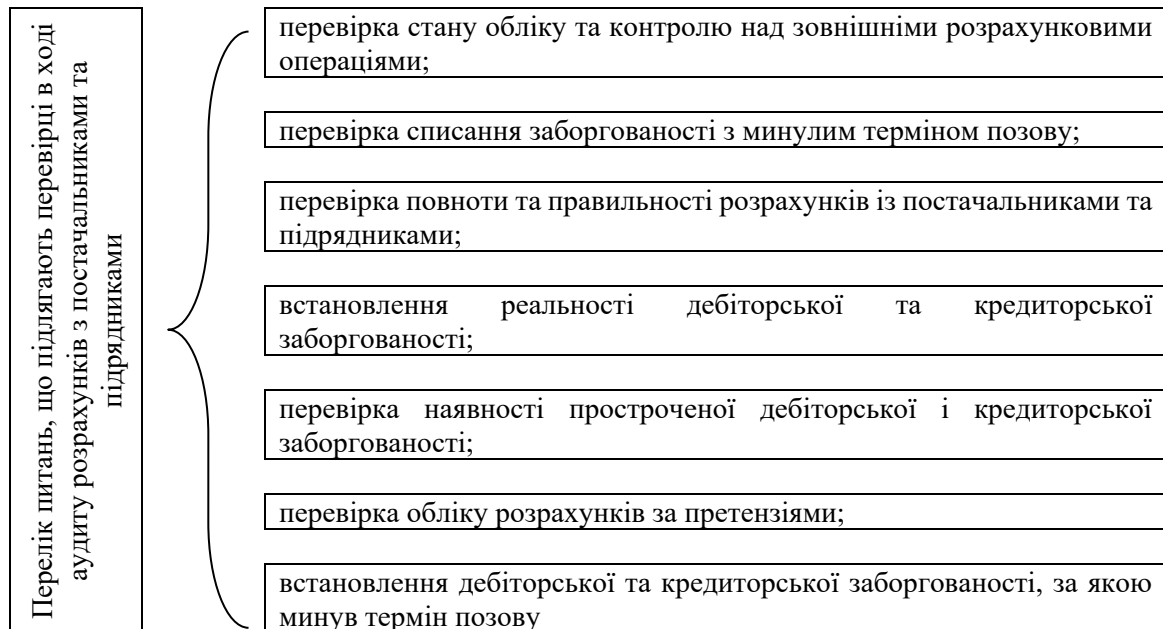 Перелік питань, що підлягають перевірці в ході
аудиту розрахунків з постачальниками та
підрядниками
перевірка стану обліку та контролю над зовнішніми розрахунковими
операціями;
перевірка списання заборгованості з минулим терміном позову;
перевірка повноти та правильності розрахунків із постачальниками та
підрядниками;
встановлення реальності дебіторської та кредиторської
заборгованості;
перевірка наявності простроченої дебіторської і кредиторської
заборгованості;
перевірка обліку розрахунків за претензіями;
встановлення дебіторської та кредиторської заборгованості, за якою
минув термін позову